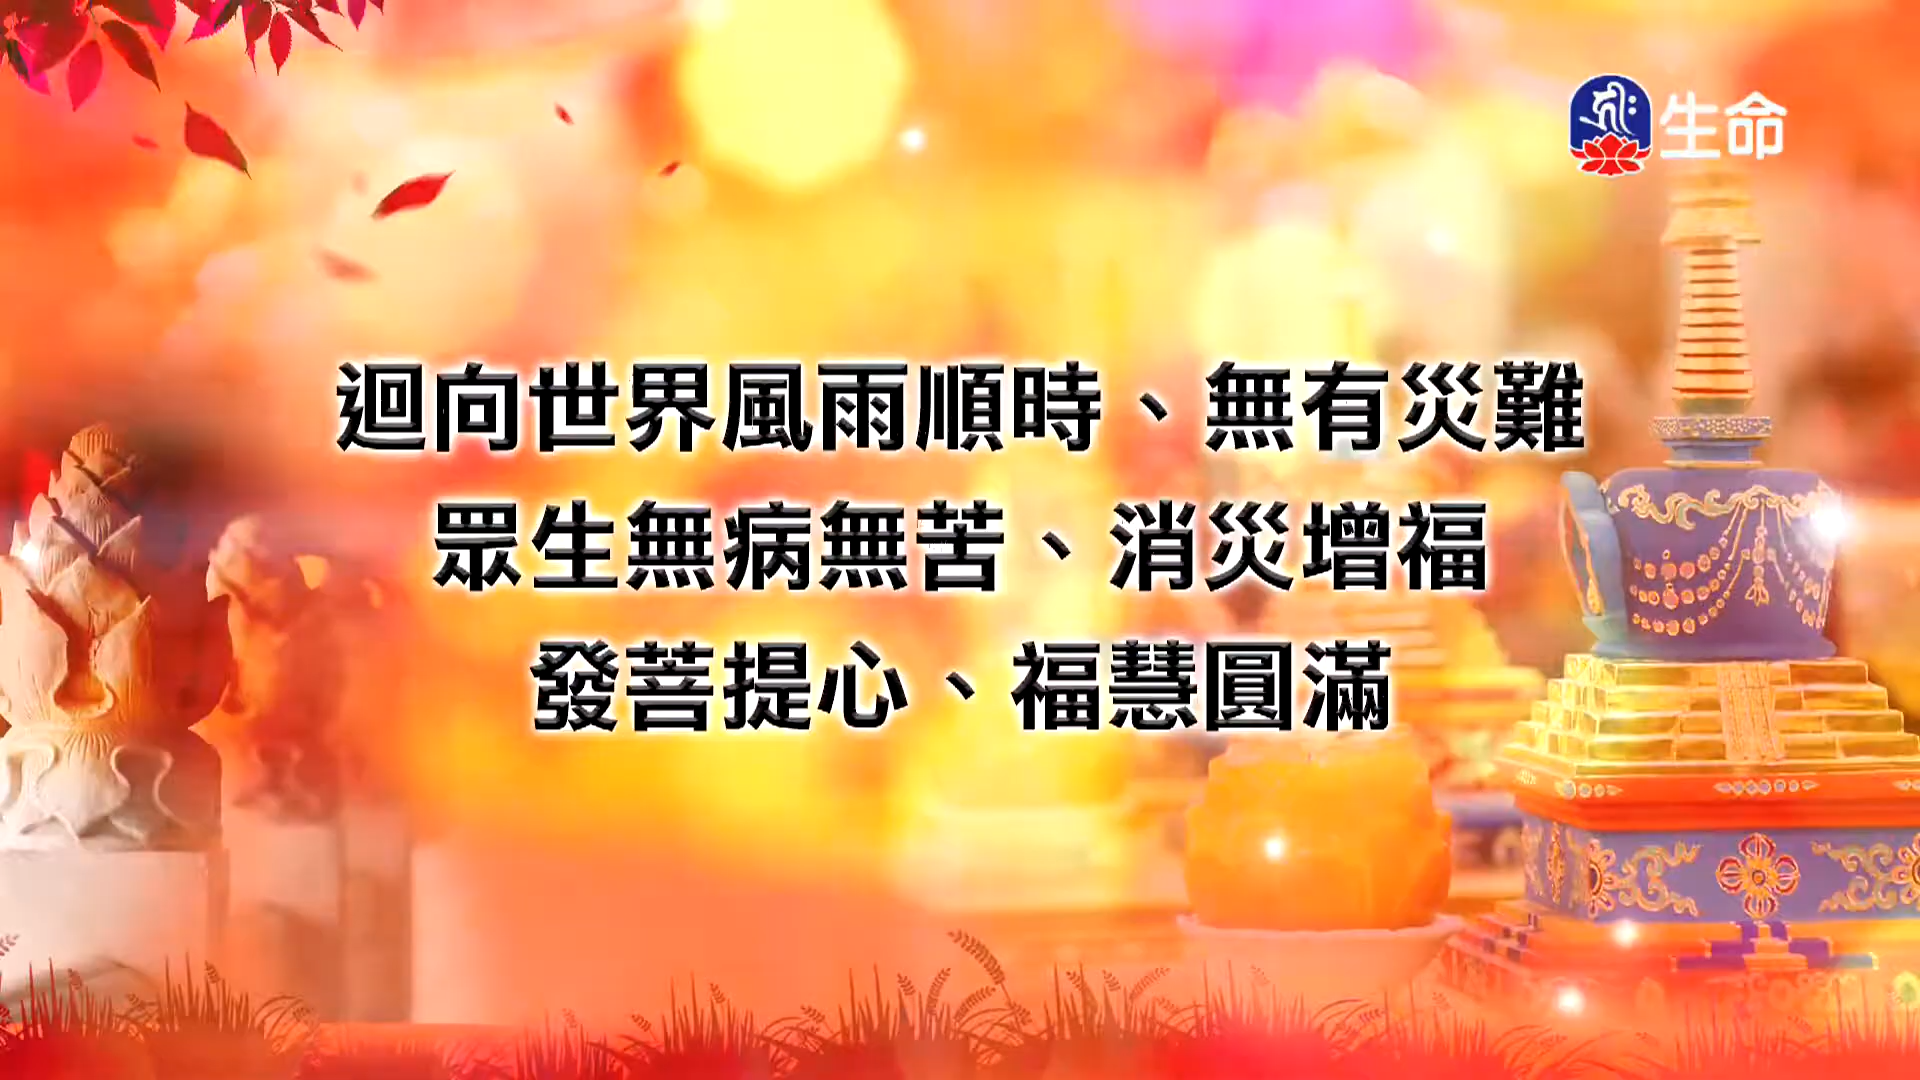 生命
迴向世界風雨順時、無有災難
眾生無病無苦、消災增福
發菩提心、福慧圓滿